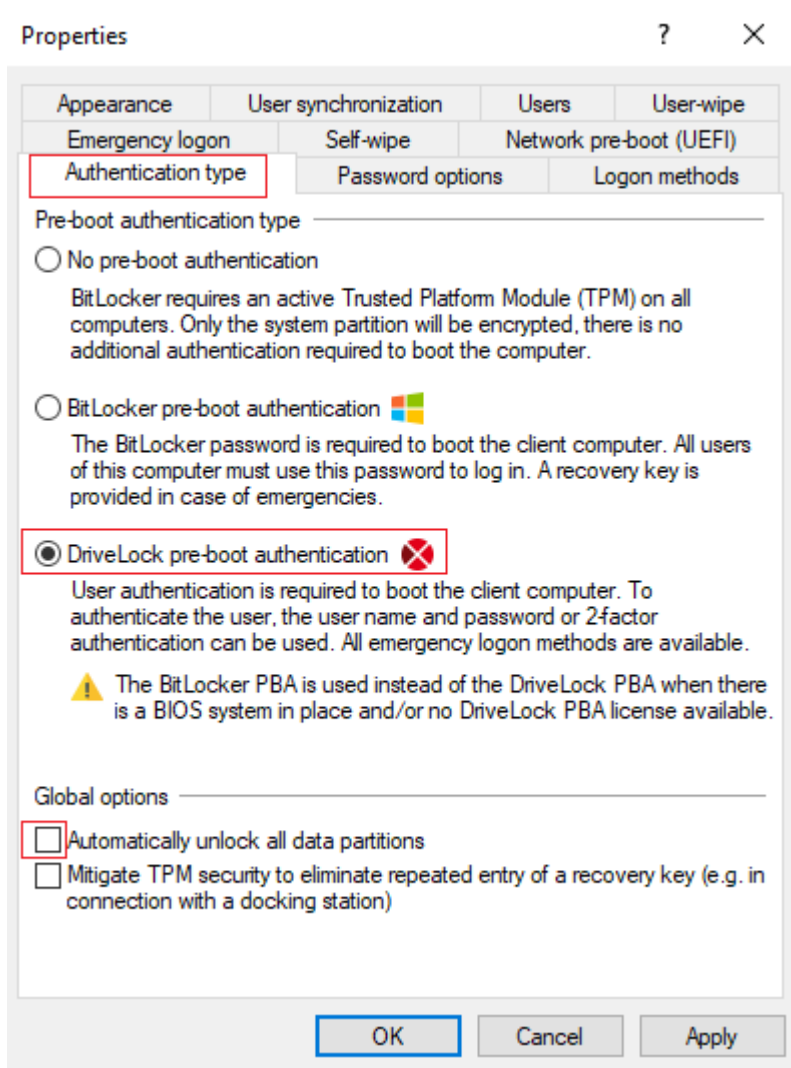 Properties
?
Appearance
User synchronization
Users
User-wipe
Emergency logon
Self-wipe
Network pre-boot (UEFI)
Authentication type
Password options
Logon methods
Pre-boot authentication type
No pre-boot authentication
BitLocker requires an active Trusted Platform Module (TPM) on all
computers. Only the system partition will be encrypted, there is no
additional authentication required to boot the computer.
BitLocker pre-boot authentication
The BitLocker password is required to boot the client computer. All users
of this computer must use this password to log in. A recovery key is
provided in case of emergencies.
DriveLock pre-boot authentication
User authentication is required to boot the client computer. To
authenticate the user, the user name and password or 2-factor
authentication can be used. All emergency logon methods are available.
The BitLocker PBA is used instead of the DriveLock PBA when there
is a BIOS system in place and/or no DriveLock PBA license available.
Global options
Automatically unlock all data partitions
Mitigate TPM security to eliminate repeated entry of a recovery key (e.g. in
connection with a docking station)
OK
Cancel
Apply